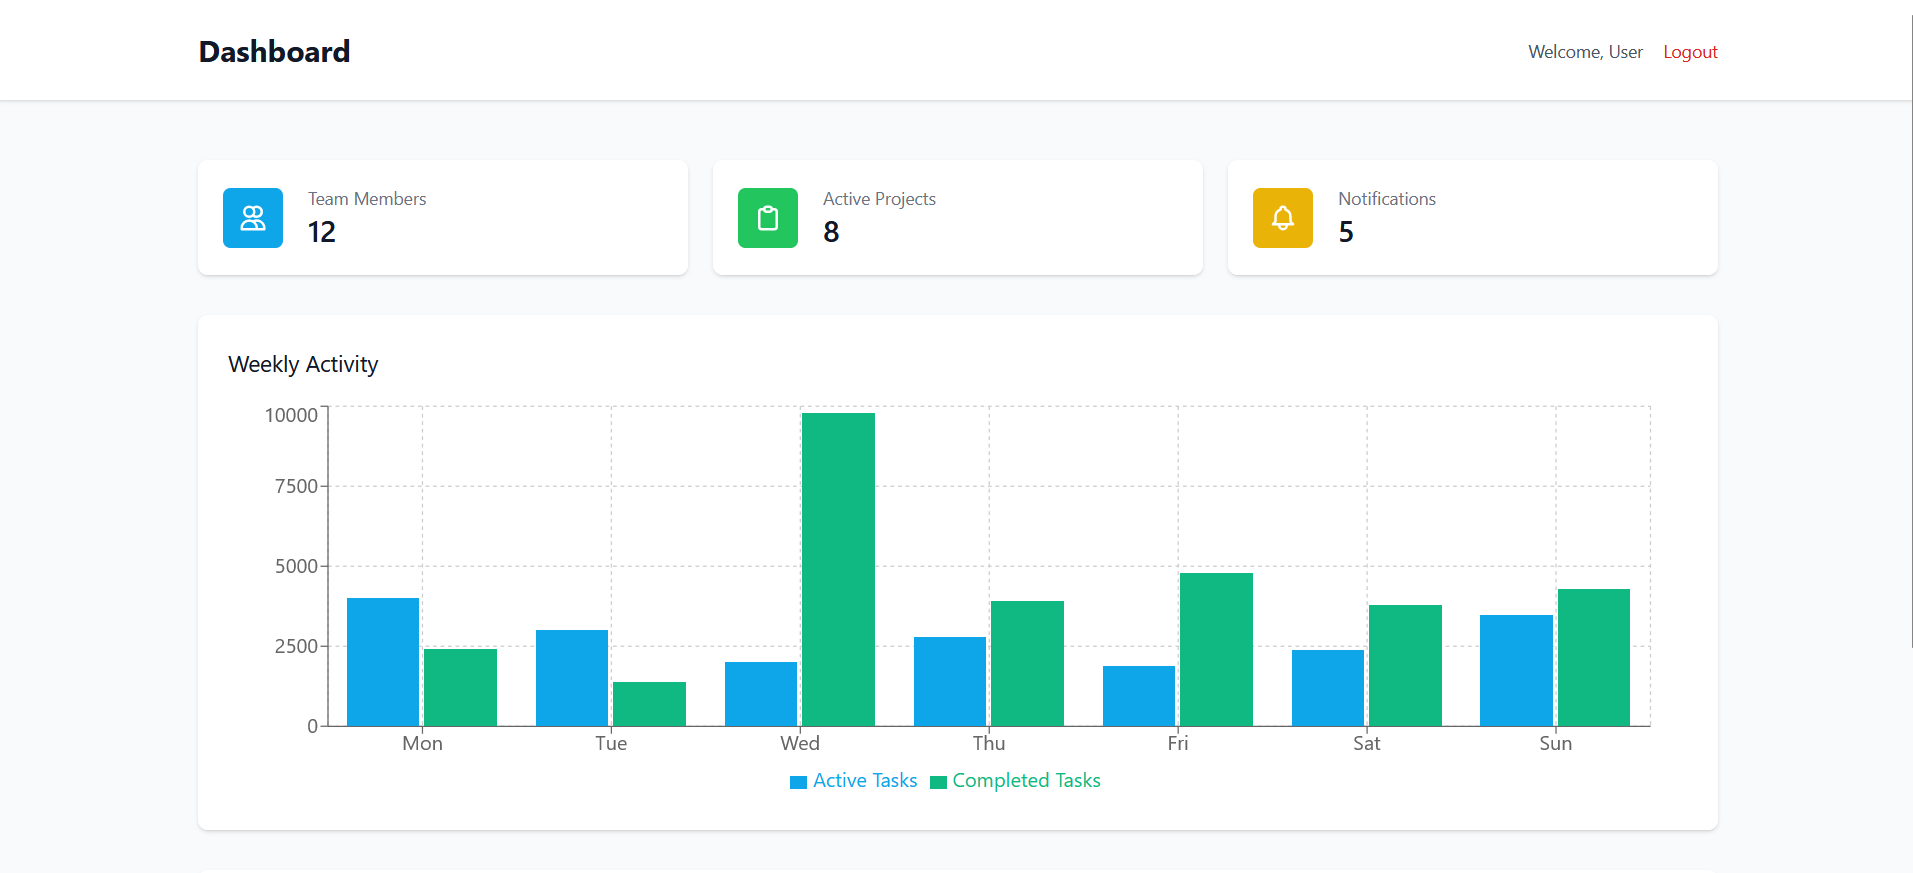 Dashboard
Welcome, User Logout
Team Members
12
Active Projects
8
Notifications
5
Weekly Activity
10000
7500
5000
2500
0
Mon Tue Wed Thu Fri Sat Sun
Active Tasks Completed Tasks